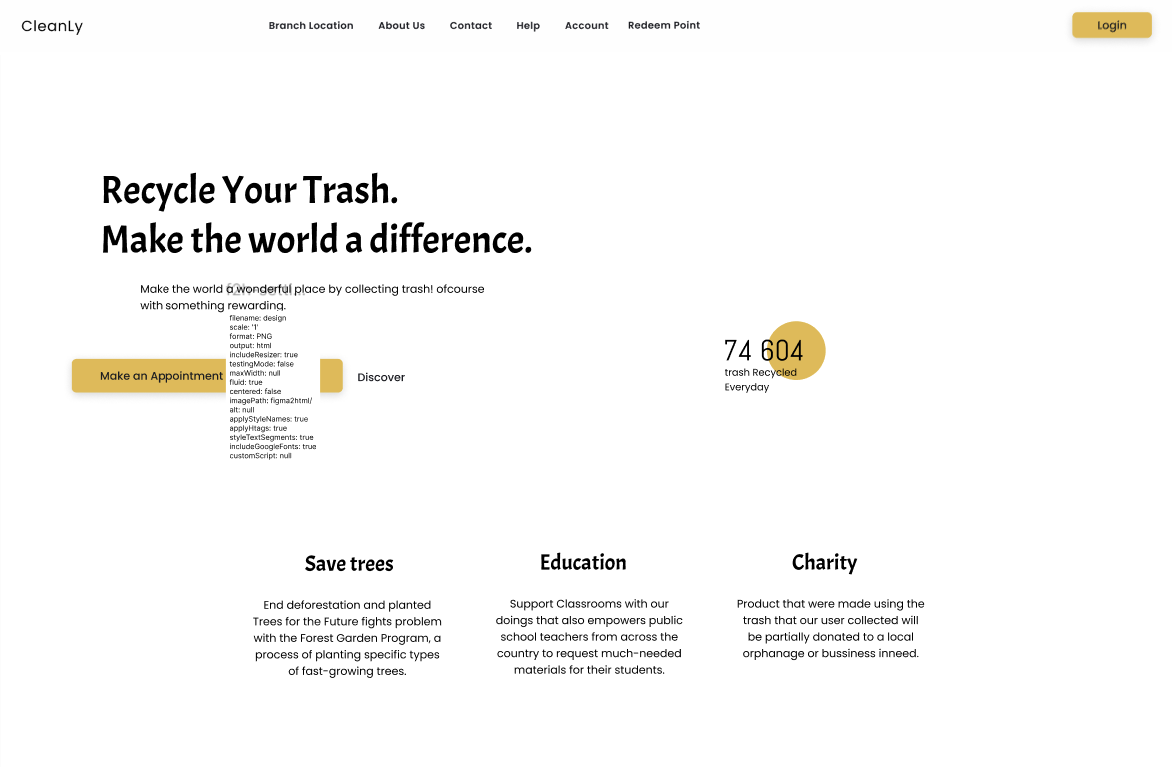 CleanLy
Branch Location
About Us
Contact
Help
Account
Redeem Point
Login
Recycle Your Trash.
Make the world a difference.
Make the world a wonderful place by collecting trash! ofcourse
with something rewarding.
filename: design
scale: '1'
format: PNG
output: html
includeResizer: true
testingMode: false
maxWidth: null
fluid: true
centered: false
imagePath: figma2html/
alt: null
applyStyleNames: true
applyHtags: true
styleTextSegments: true
includeGoogleFonts: true
customScript: null
Make an Appointment
Discover
74 604
trash Recycled
Everyday
Save trees
End deforestation and planted
Trees for the Future fights problem
with the Forest Garden Program, a
process of planting specific types
of fast-growing trees.
Education
Support Classrooms with our
doings that also empowers public
school teachers from across the
country to request much-needed
materials for their students.
Charity
Product that were made using the
trash that our user collected will
be partially donated to a local
orphanage or bussiness inneed.